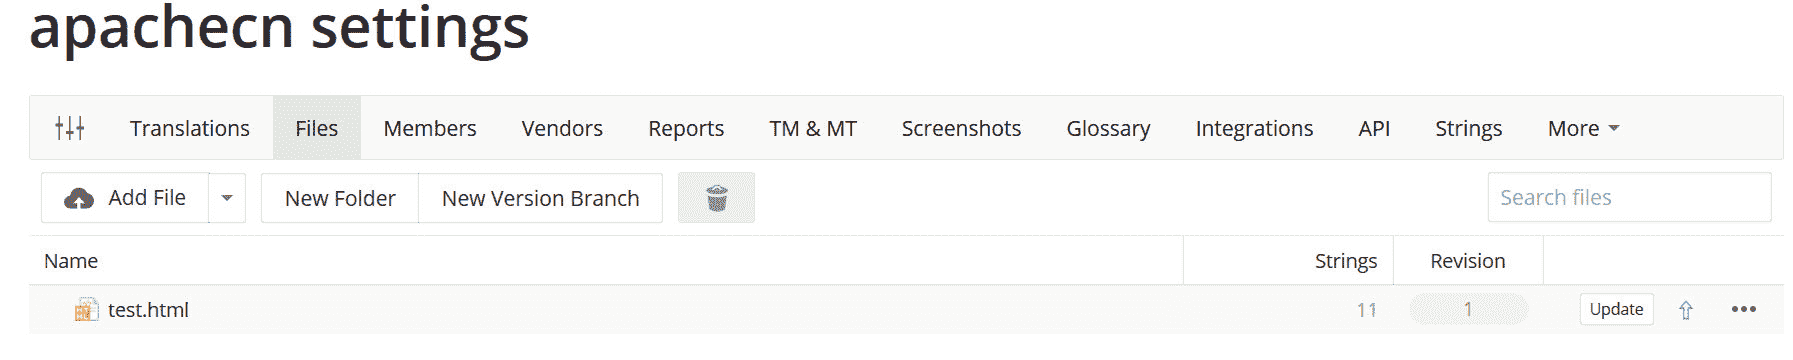 apachecn settings
Translations Files Members Vendors Reports TM & MT Screenshots Glossary Integrations API Strings More
Add File New Folder New Version Branch Search files
Name Strings Revision
test.html 11 1 Update